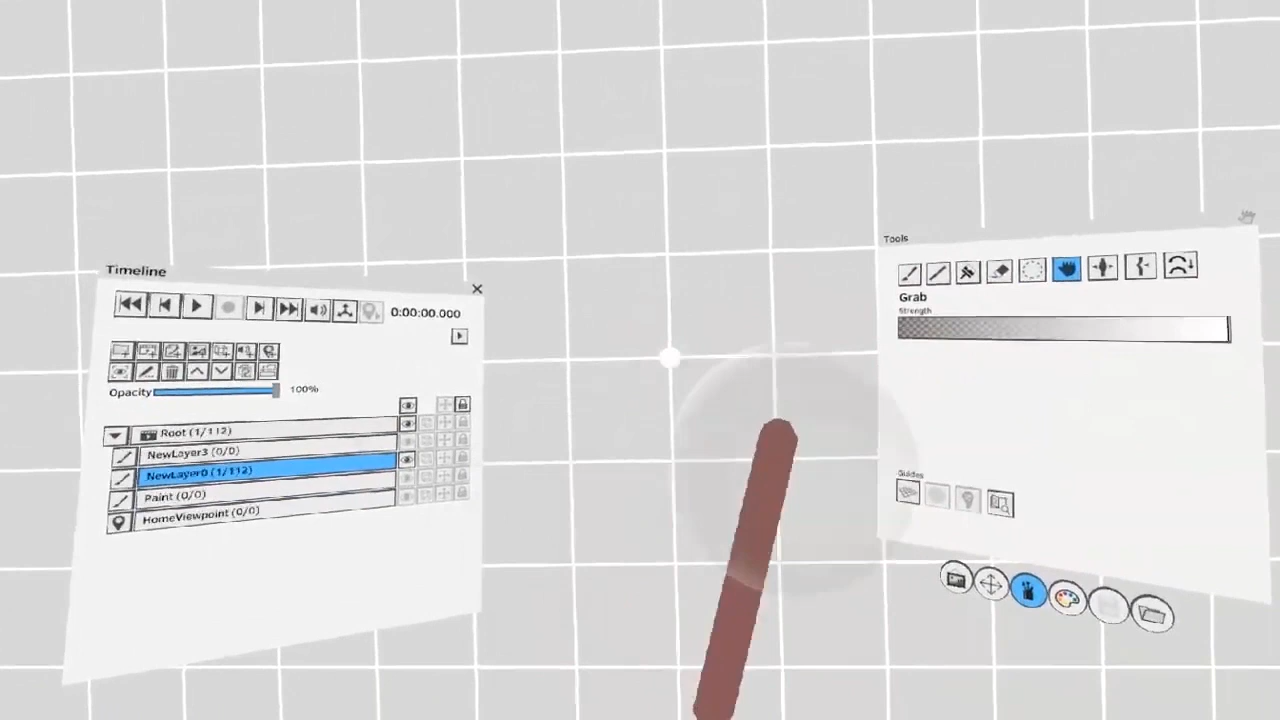 Timeline
0:00:00.000
Opacity 100%
Root (1/112)
NewLayer3 (0/0)
NewLayer0 (1/112)
Paint (0/0)
HomeViewpoint (0/0)
Tools
Grab
Strength
Guides